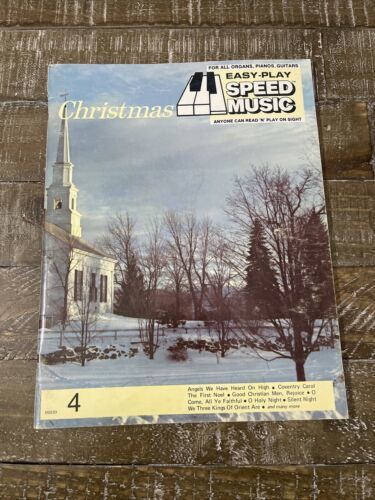 FOR ALL ORGANS, PIANOS, GUITARS
EASY-PLAY
SPEED
MUSIC
ANYONE CAN READ 'N' PLAY ON SIGHT
Christmas
4
Angels We Have Heard On High • Coventry Carol
The First Noel • Good Christian Men, Rejoice • O
Come, All Ye Faithful • O Holy Night • Silent Night
We Three Kings Of Orient Are • and many more